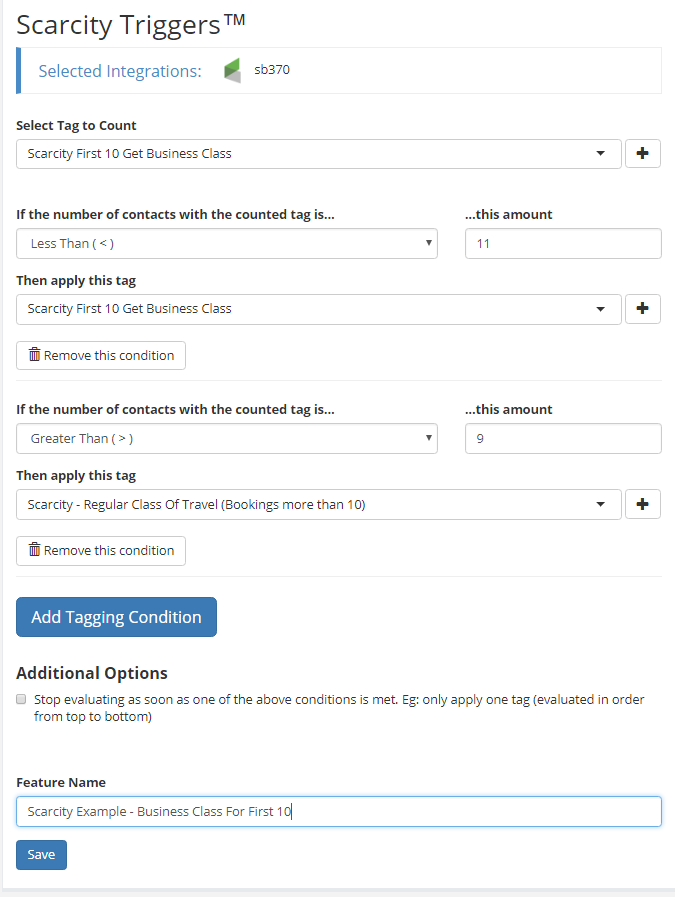 Scarcity Triggers™
Selected Integrations: sb370
Select Tag to Count
Scarcity First 10 Get Business Class
If the number of contacts with the counted tag is... ...this amount
Less Than ( < ) 11
Then apply this tag
Scarcity First 10 Get Business Class
Remove this condition
If the number of contacts with the counted tag is... ...this amount
Greater Than ( > ) 9
Then apply this tag
Scarcity - Regular Class Of Travel (Bookings more than 10)
Remove this condition
Add Tagging Condition
Additional Options
Stop evaluating as soon as one of the above conditions is met. Eg: only apply one tag (evaluated in order
from top to bottom)
Feature Name
Scarcity Example - Business Class For First 10
Save